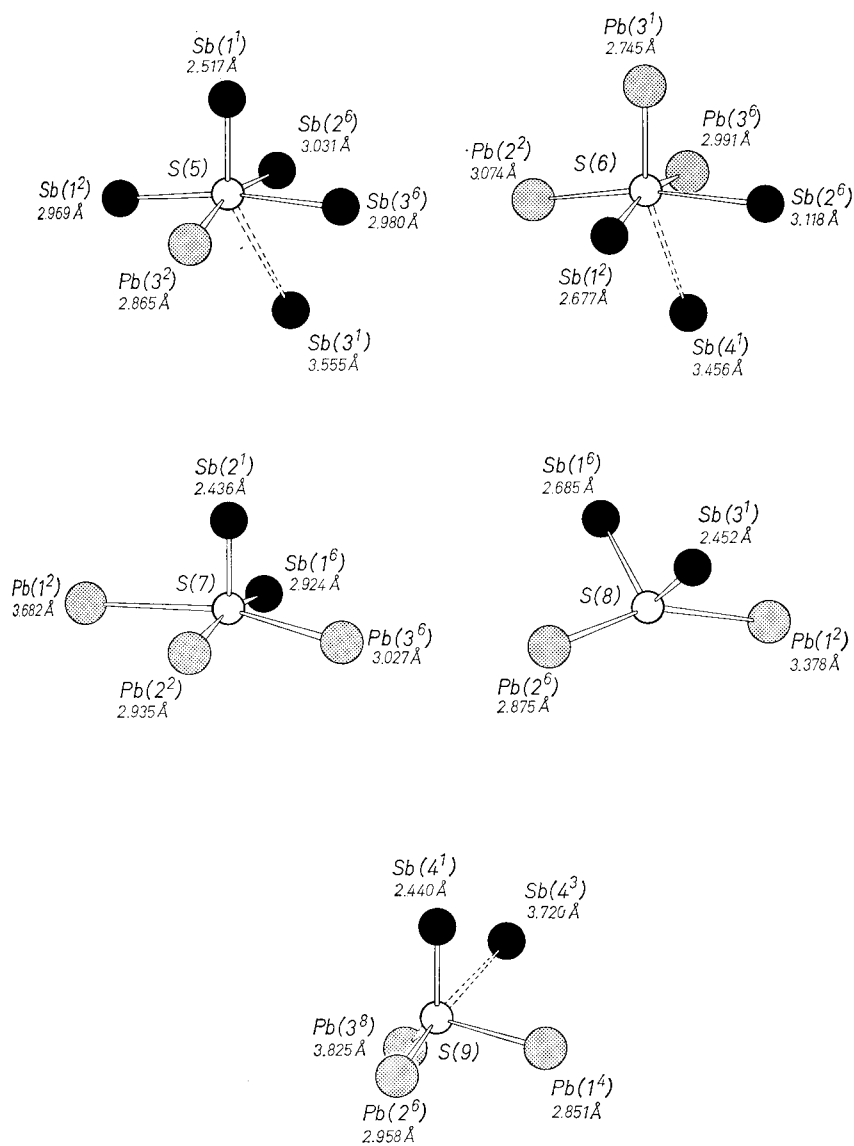 Sb(1¹)
2.517 Å
Sb(2⁶)
3.031 Å
S(5)
Sb(1²)
2.969 Å
Sb(3⁶)
2.980 Å
Pb(3²)
2.865 Å
Sb(3¹)
3.555 Å
Pb(3¹)
2.745 Å
Pb(3⁶)
2.991 Å
Pb(2²)
3.074 Å
S(6)
Sb(2⁶)
3.118 Å
Sb(1²)
2.677 Å
Sb(4¹)
3.456 Å
Sb(2¹)
2.436 Å
Sb(1⁶)
2.924 Å
S(7)
Pb(1²)
3.682 Å
Pb(3⁶)
3.027 Å
Pb(2²)
2.935 Å
Sb(1⁶)
2.685 Å
Sb(3¹)
2.452 Å
S(8)
Pb(1²)
3.378 Å
Pb(2⁶)
2.875 Å
Sb(4¹)
2.440 Å
Sb(4³)
3.720 Å
Pb(3⁸)
3.825 Å
S(9)
Pb(1⁴)
2.851 Å
Pb(2⁶)
2.958 Å